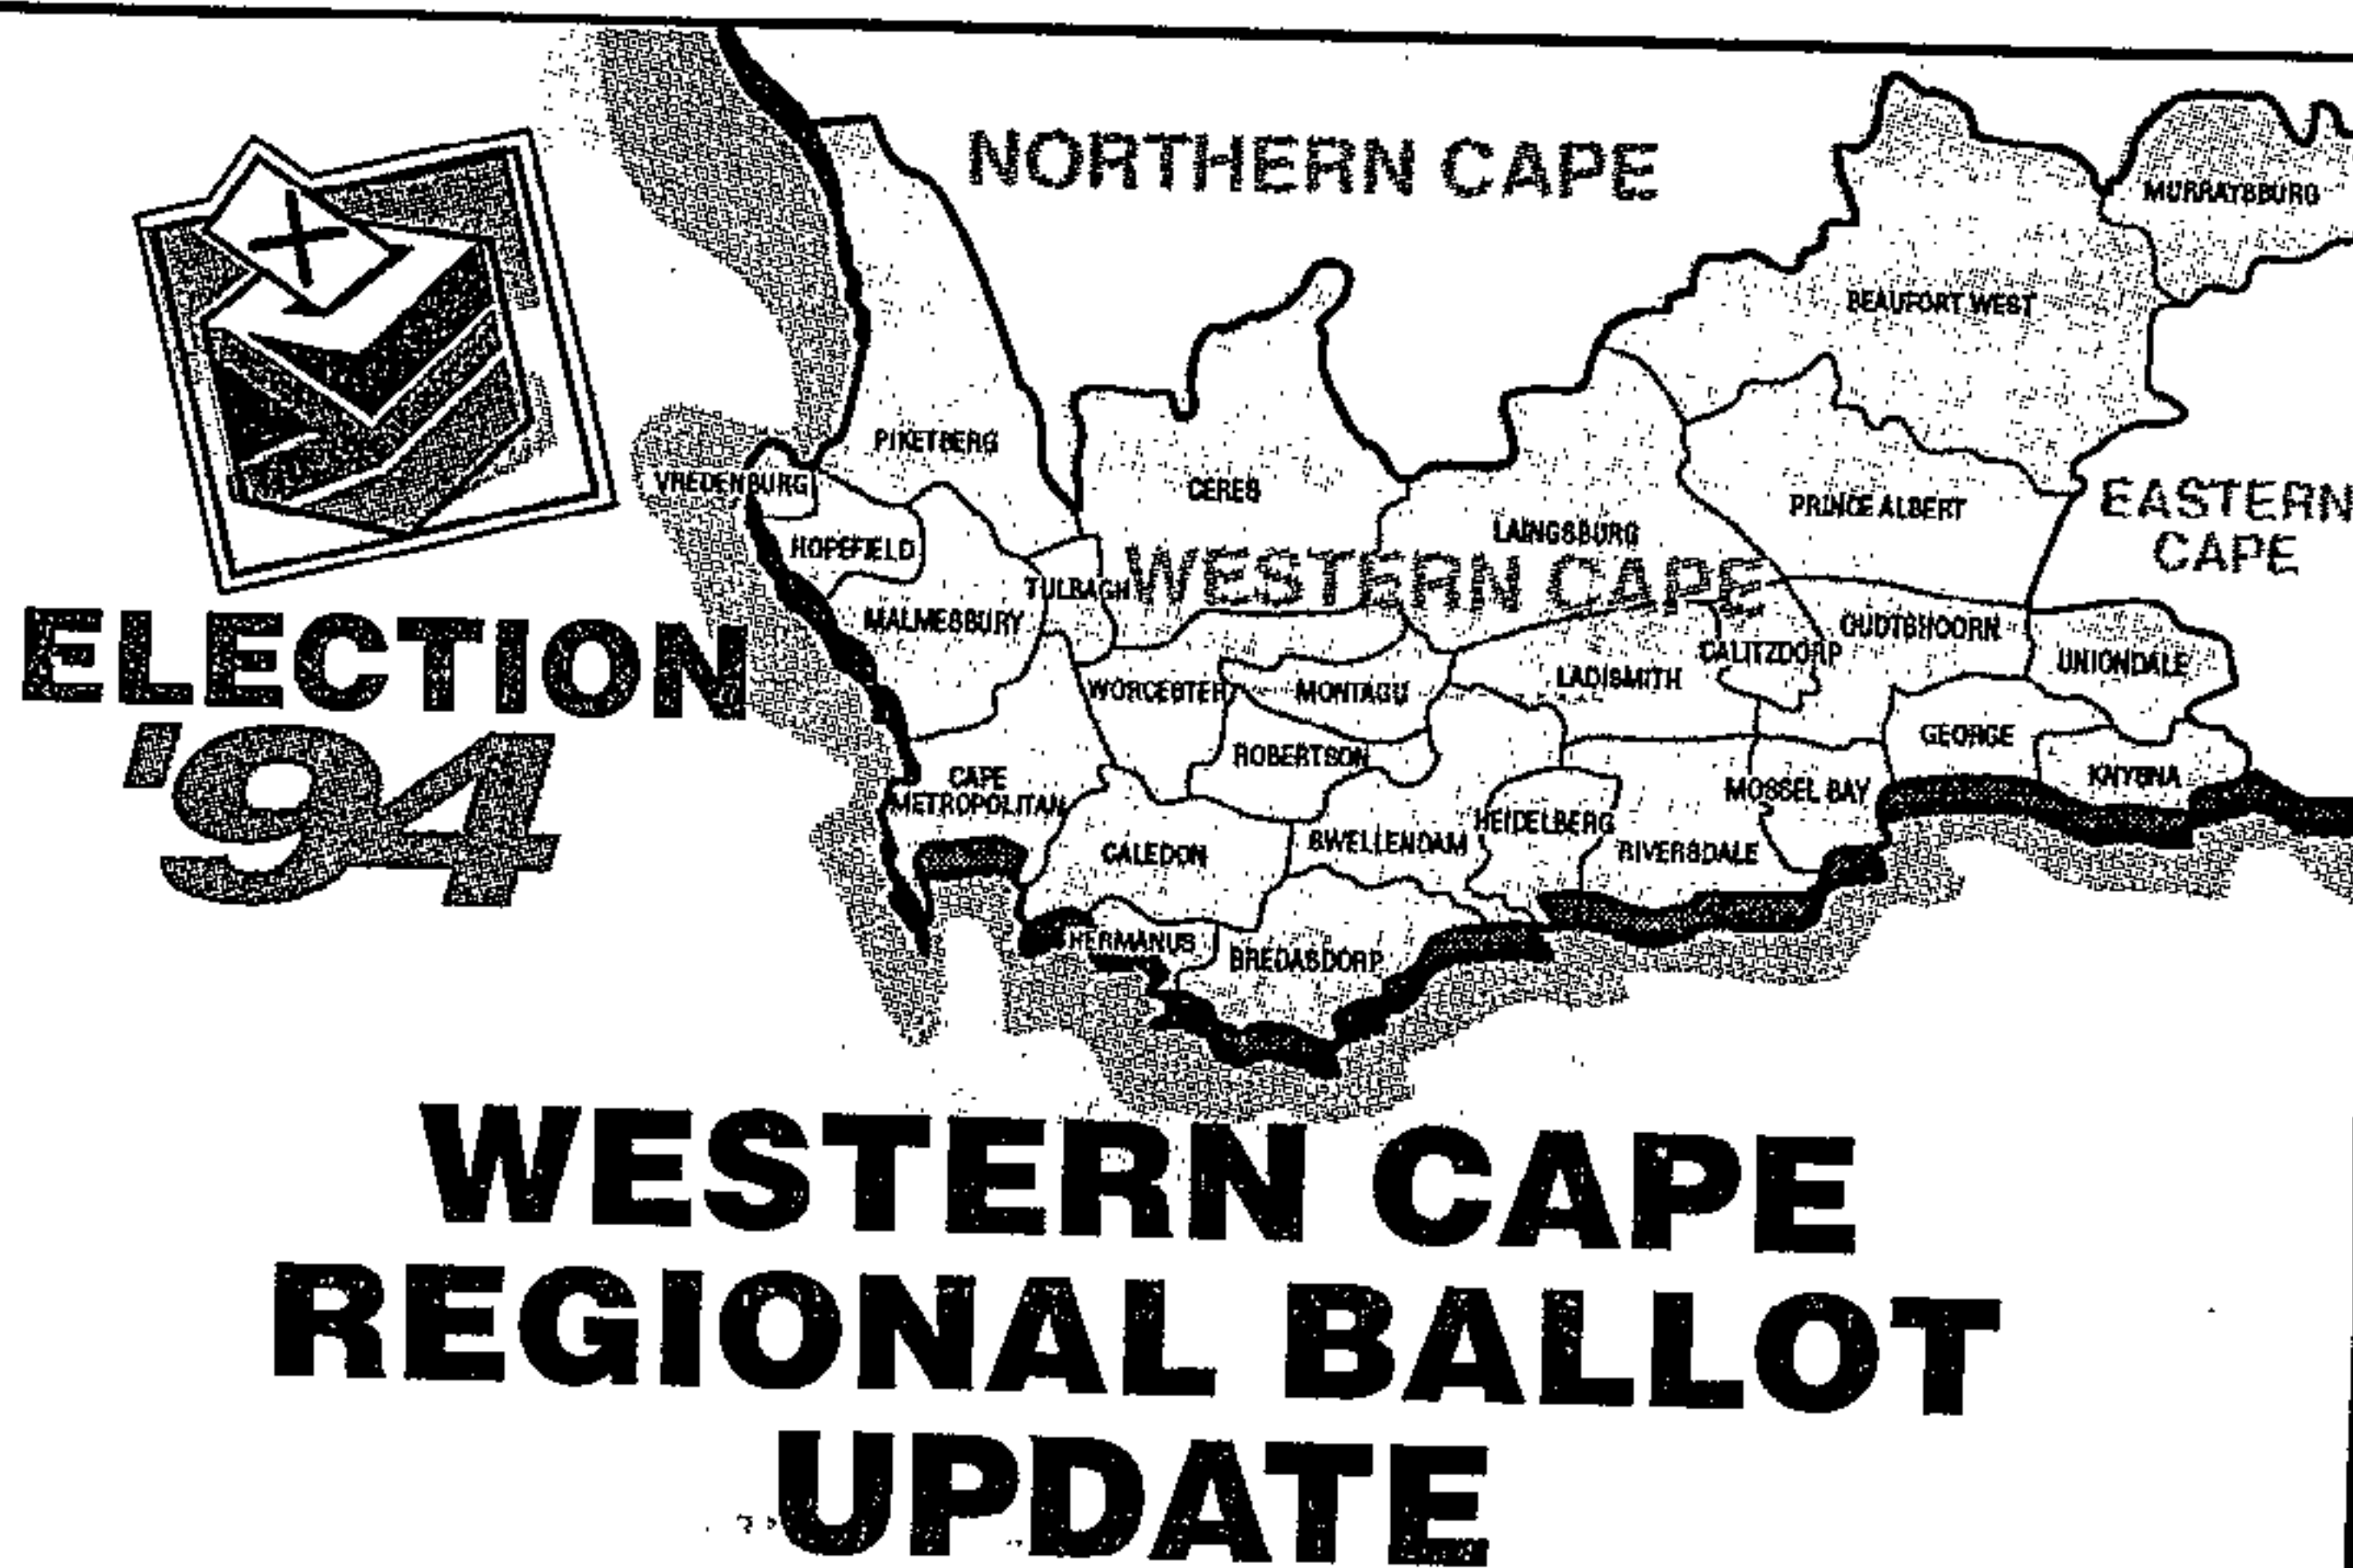 NORTHERN CAPE
MURRAYSBURG
BEAUFORT WEST
PIKETBERG
VREDENBURG
CERES
PRINCE ALBERT
EASTERN
CAPE
LAINGSBURG
HOPEFIELD
WESTERN CAPE
TULBAGH
MALMESBURY
OUDTSHOORN
CALITZDORP
UNIONDALE
LADISMITH
WORCESTER
MONTAGU
GEORGE
ROBERTSON
KNYSNA
CAPE
METROPOLITAN
MOSSEL BAY
HEIDELBERG
SWELLENDAM
CALEDON
RIVERSDALE
HERMANUS
BREDASDORP
ELECTION
'94
WESTERN CAPE
REGIONAL BALLOT
UPDATE